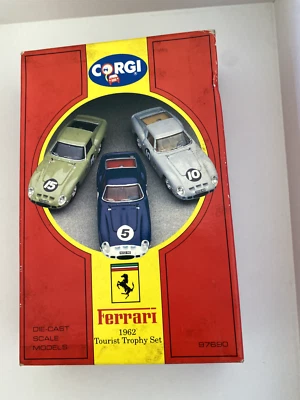 CORGI
15
10
5
Ferrari
1962
Tourist Trophy Set
DIE-CAST
SCALE
MODELS
97690